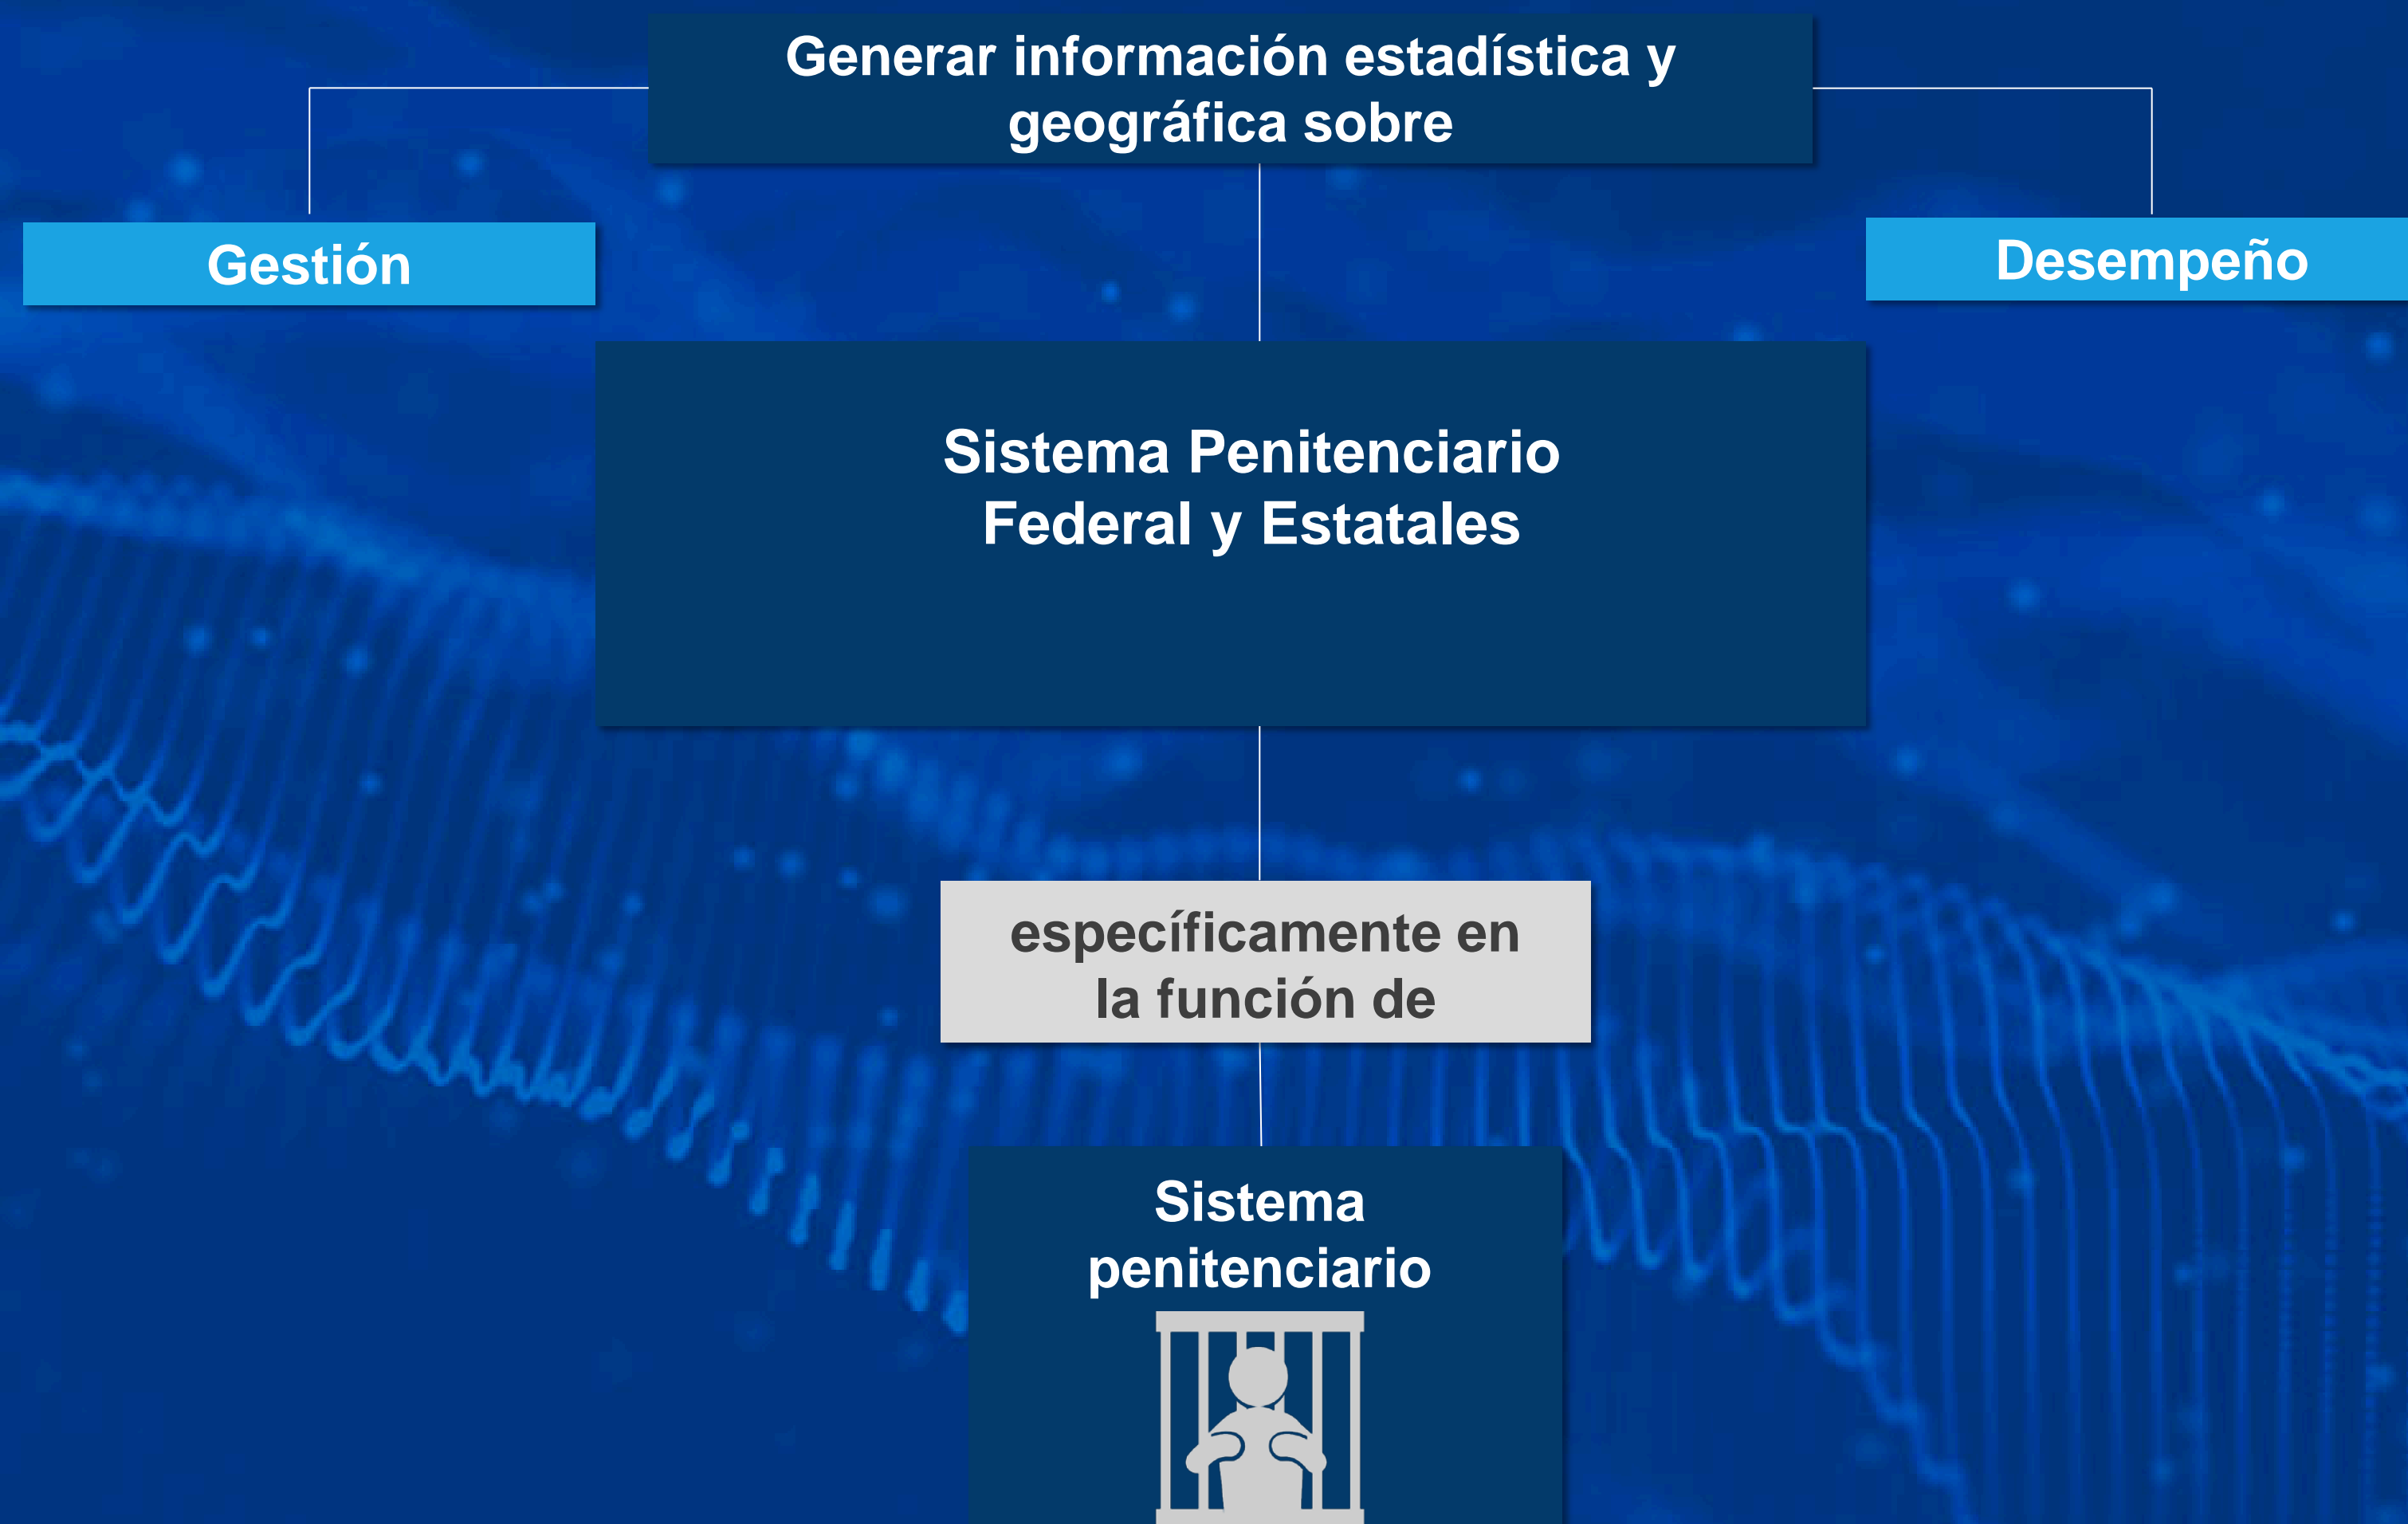 Generar información estadística y
geográfica sobre
Gestión
Desempeño
Sistema Penitenciario
Federal y Estatales
específicamente en
la función de
Sistema
penitenciario